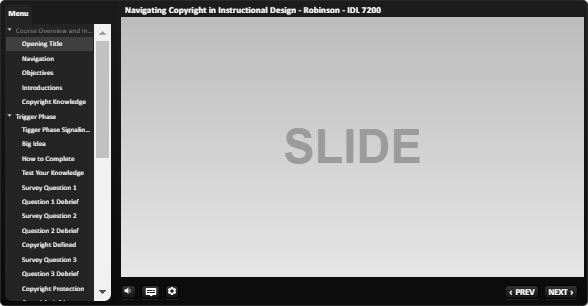 Menu
Navigating Copyright in Instructional Design - Robinson - IDL 7200
Course Overview and In...
Opening Title
Navigation
Objectives
Introductions
Copyright Knowledge
Trigger Phase
Tigger Phase Signalin...
Big Idea
How to Complete
Test Your Knowledge
Survey Question 1
Question 1 Debrief
Survey Question 2
Question 2 Debrief
Copyright Defined
Survey Question 3
Question 3 Debrief
Copyright Protection
SLIDE
‹ PREV
NEXT ›